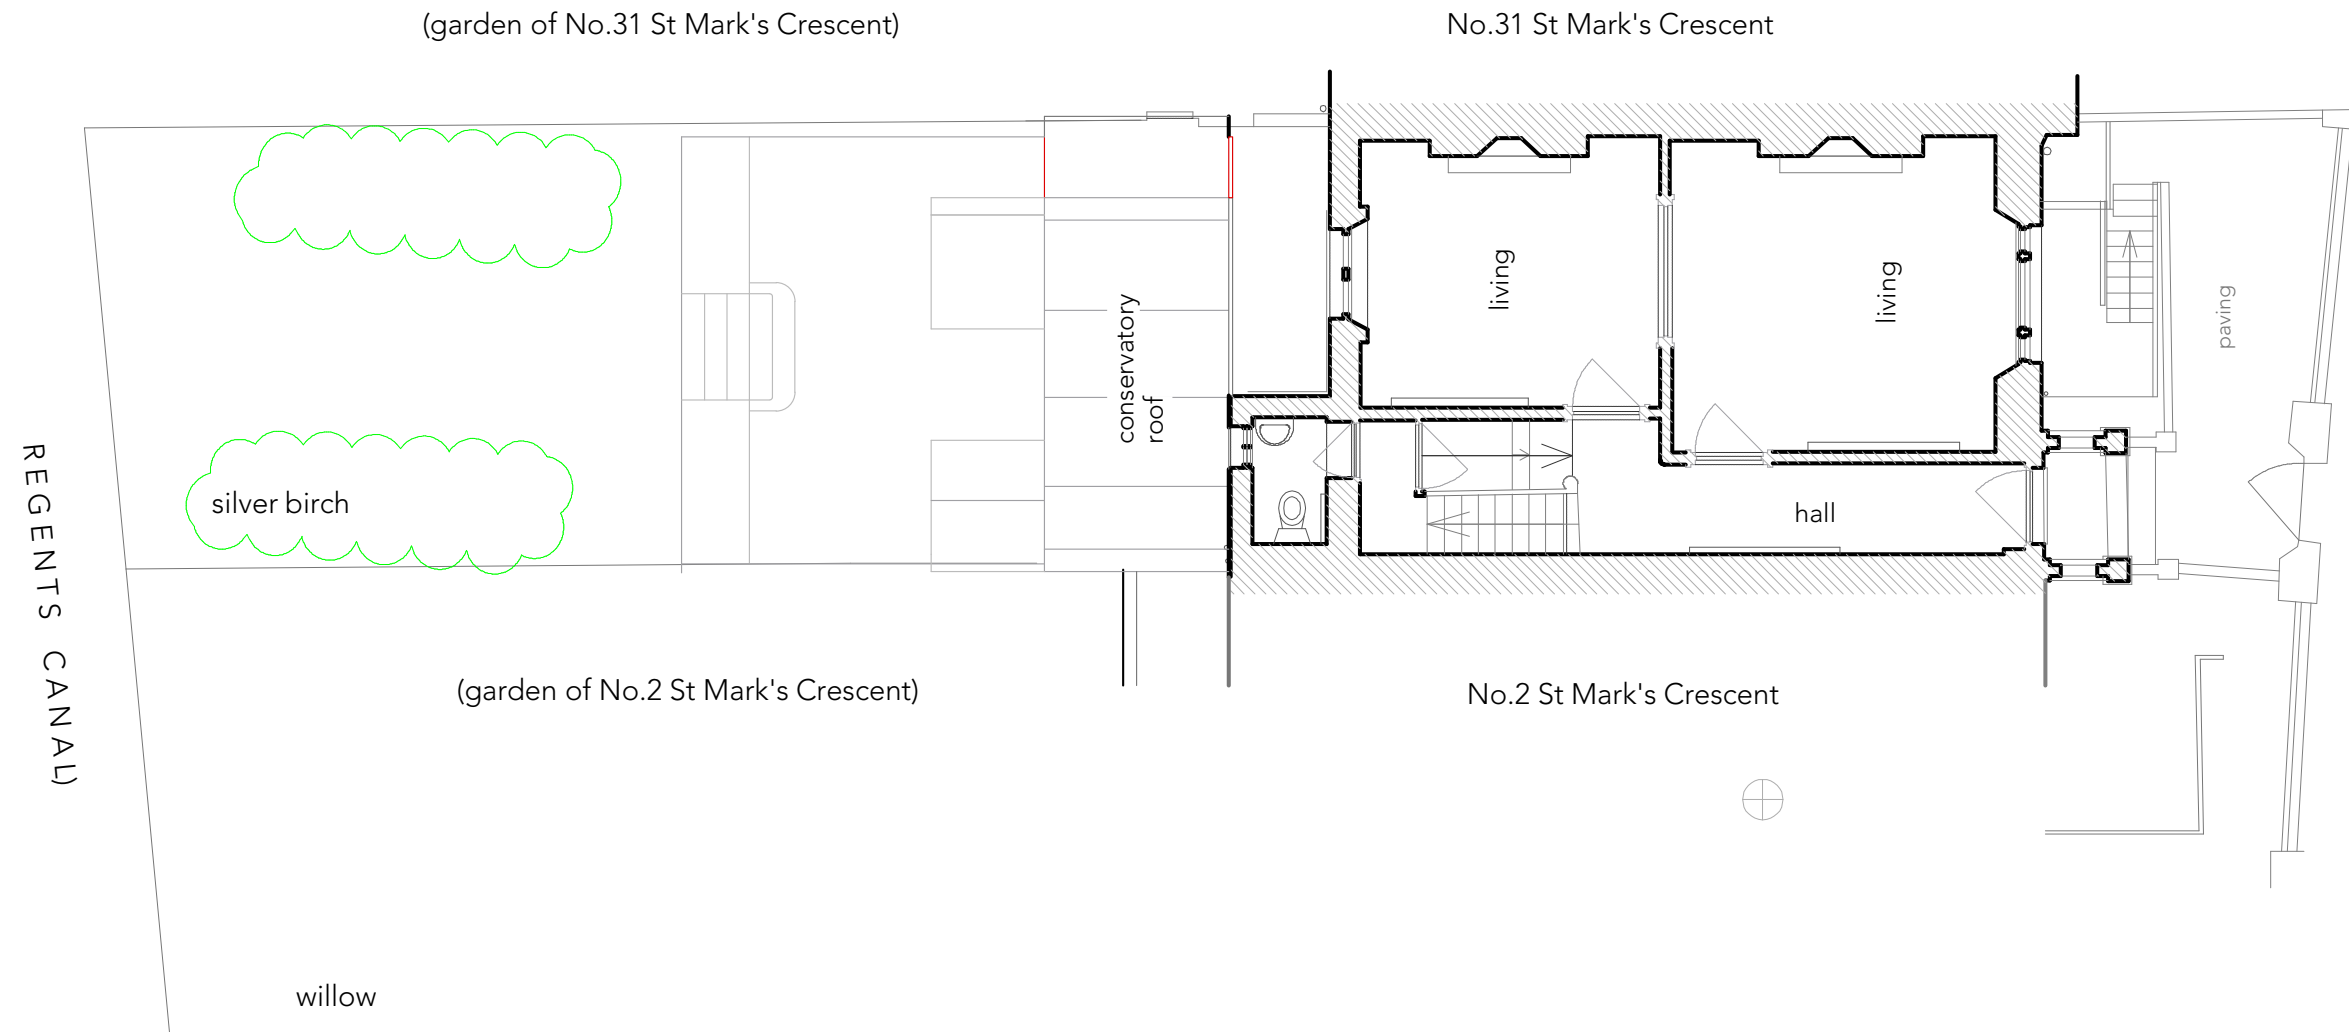 (garden of No.31 St Mark's Crescent)
No.31 St Mark's Crescent
living
living
paving
conservatory
roof
REGENTS CANAL)
silver birch
hall
(garden of No.2 St Mark's Crescent)
No.2 St Mark's Crescent
willow